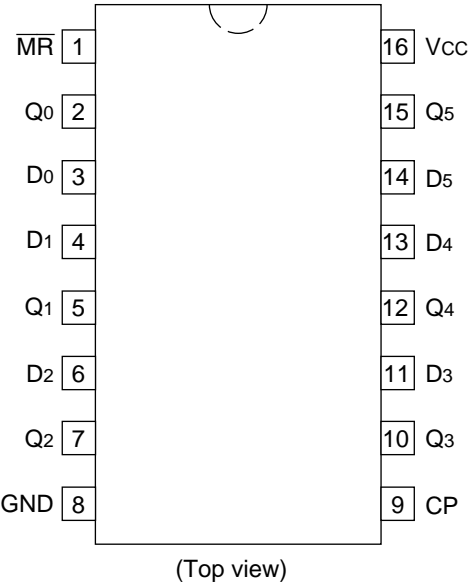 M̅R̅ 1 16 VCC
Q0 2 15 Q5
D0 3 14 D5
D1 4 13 D4
Q1 5 12 Q4
D2 6 11 D3
Q2 7 10 Q3
GND 8 9 CP
(Top view)